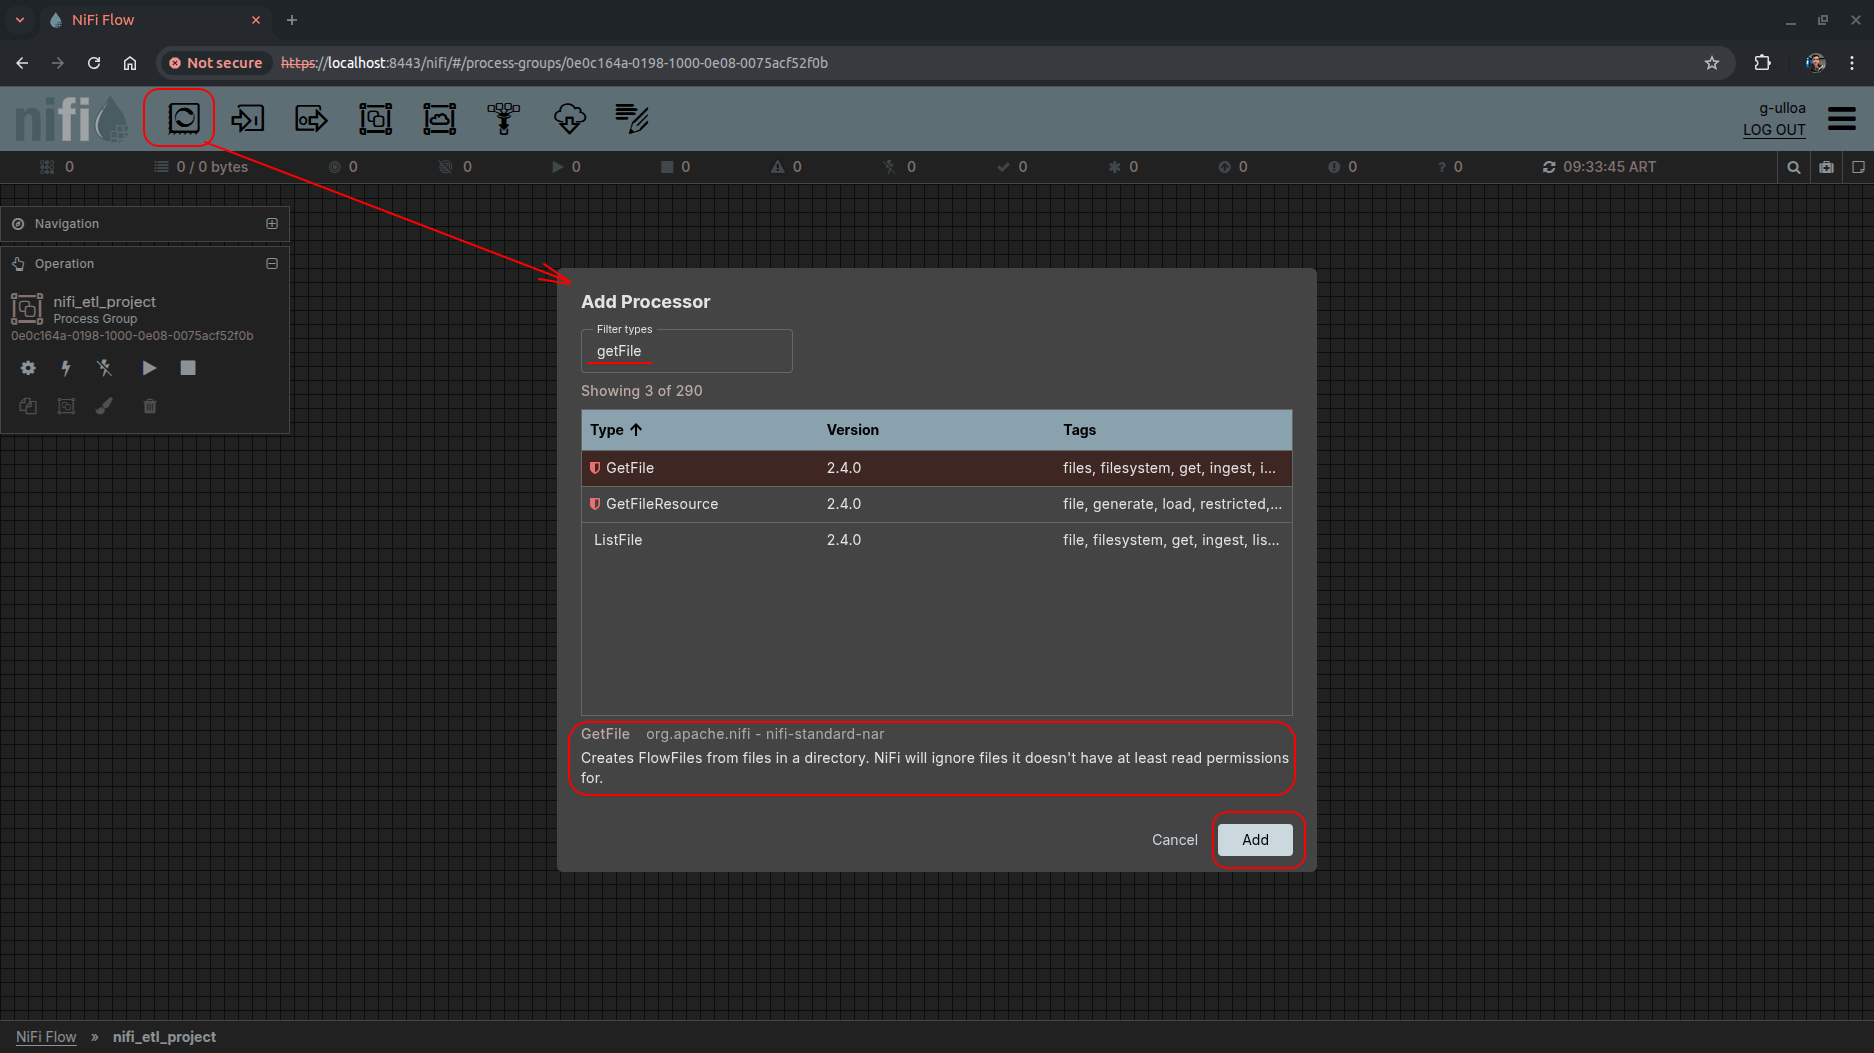 NiFi Flow
Not secure https://localhost:8443/nifi/#/process-groups/0e0c164a-0198-1000-0e08-0075acf52f0b
nifi
g-ulloa
LOG OUT
0 0 / 0 bytes 0 0 0 0 0 0 0 0 0 0 ? 0 09:33:45 ART
Navigation
Operation
nifi_etl_project
Process Group
0e0c164a-0198-1000-0e08-0075acf52f0b
Add Processor
Filter types
getFile
Showing 3 of 290
Type Version Tags
GetFile 2.4.0 files, filesystem, get, ingest, i...
GetFileResource 2.4.0 file, generate, load, restricted,...
ListFile 2.4.0 file, filesystem, get, ingest, lis...
GetFile org.apache.nifi - nifi-standard-nar
Creates FlowFiles from files in a directory. NiFi will ignore files it doesn't have at least read permissions
for.
Cancel Add
NiFi Flow » nifi_etl_project